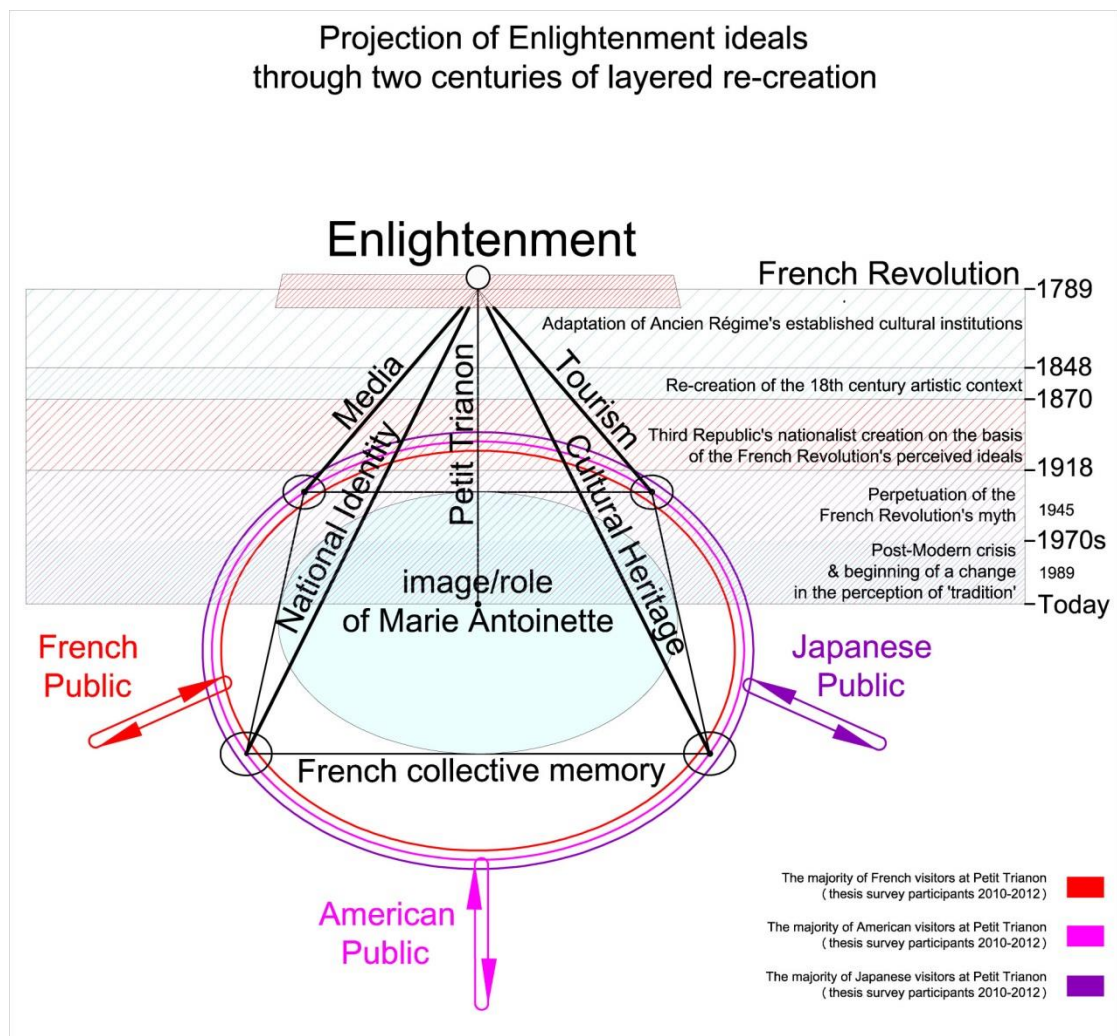 Projection of Enlightenment ideals
through two centuries of layered re-creation
Enlightenment
French Revolution
1789
Adaptation of Ancien Régime's established cultural institutions
1848
Re-creation of the 18th century artistic context
1870
Third Republic's nationalist creation on the basis
of the French Revolution's perceived ideals
1918
Perpetuation of the
French Revolution's myth
1945
1970s
Post-Modern crisis
& beginning of a change
in the perception of 'tradition'
1989
Today
Media
National Identity
Petit Trianon
Tourism
Cultural Heritage
image/role
of Marie Antoinette
French
Public
Japanese
Public
French collective memory
American
Public
The majority of French visitors at Petit Trianon
( thesis survey participants 2010-2012 )
The majority of American visitors at Petit Trianon
( thesis survey participants 2010-2012 )
The majority of Japanese visitors at Petit Trianon
( thesis survey participants 2010-2012 )